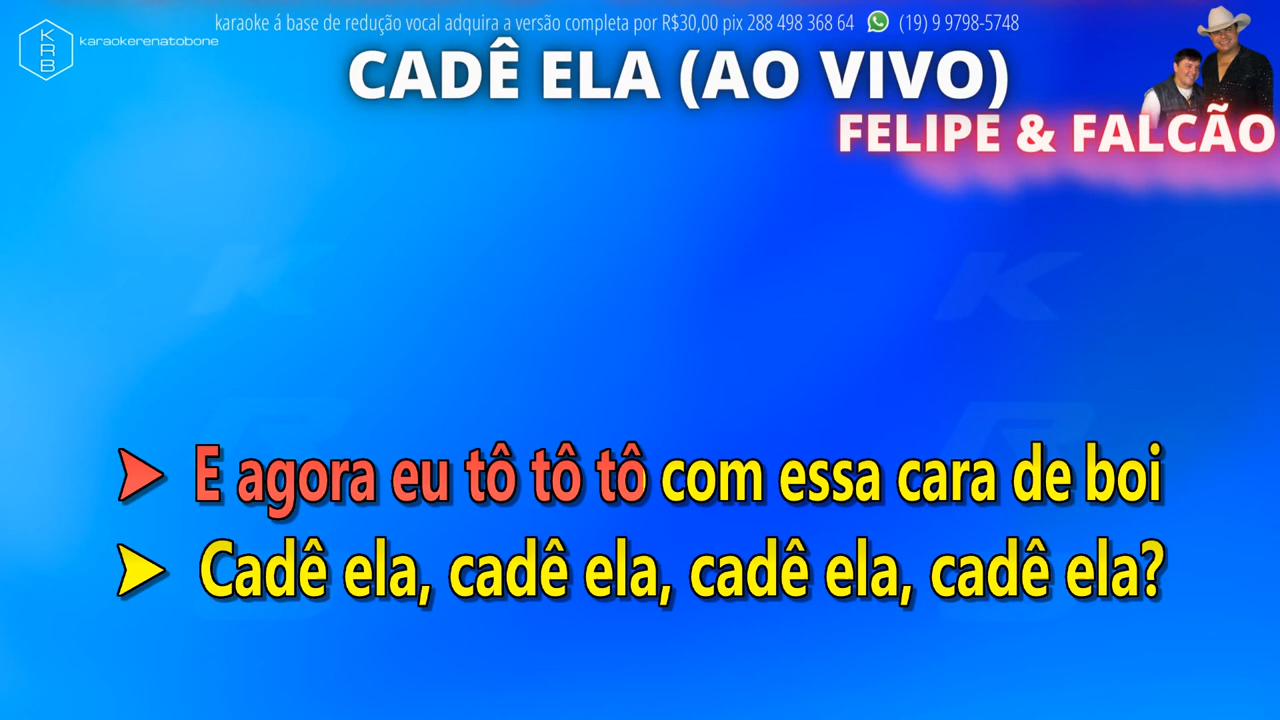 karaoke á base de redução vocal adquira a versão completa por R$30,00 pix 288 498 368 64 (19) 9 9798-5748
KRB karaokerenatobone
CADÊ ELA (AO VIVO)
FELIPE & FALCÃO
E agora eu tô tô tô com essa cara de boi
Cadê ela, cadê ela, cadê ela, cadê ela?
K K
R R